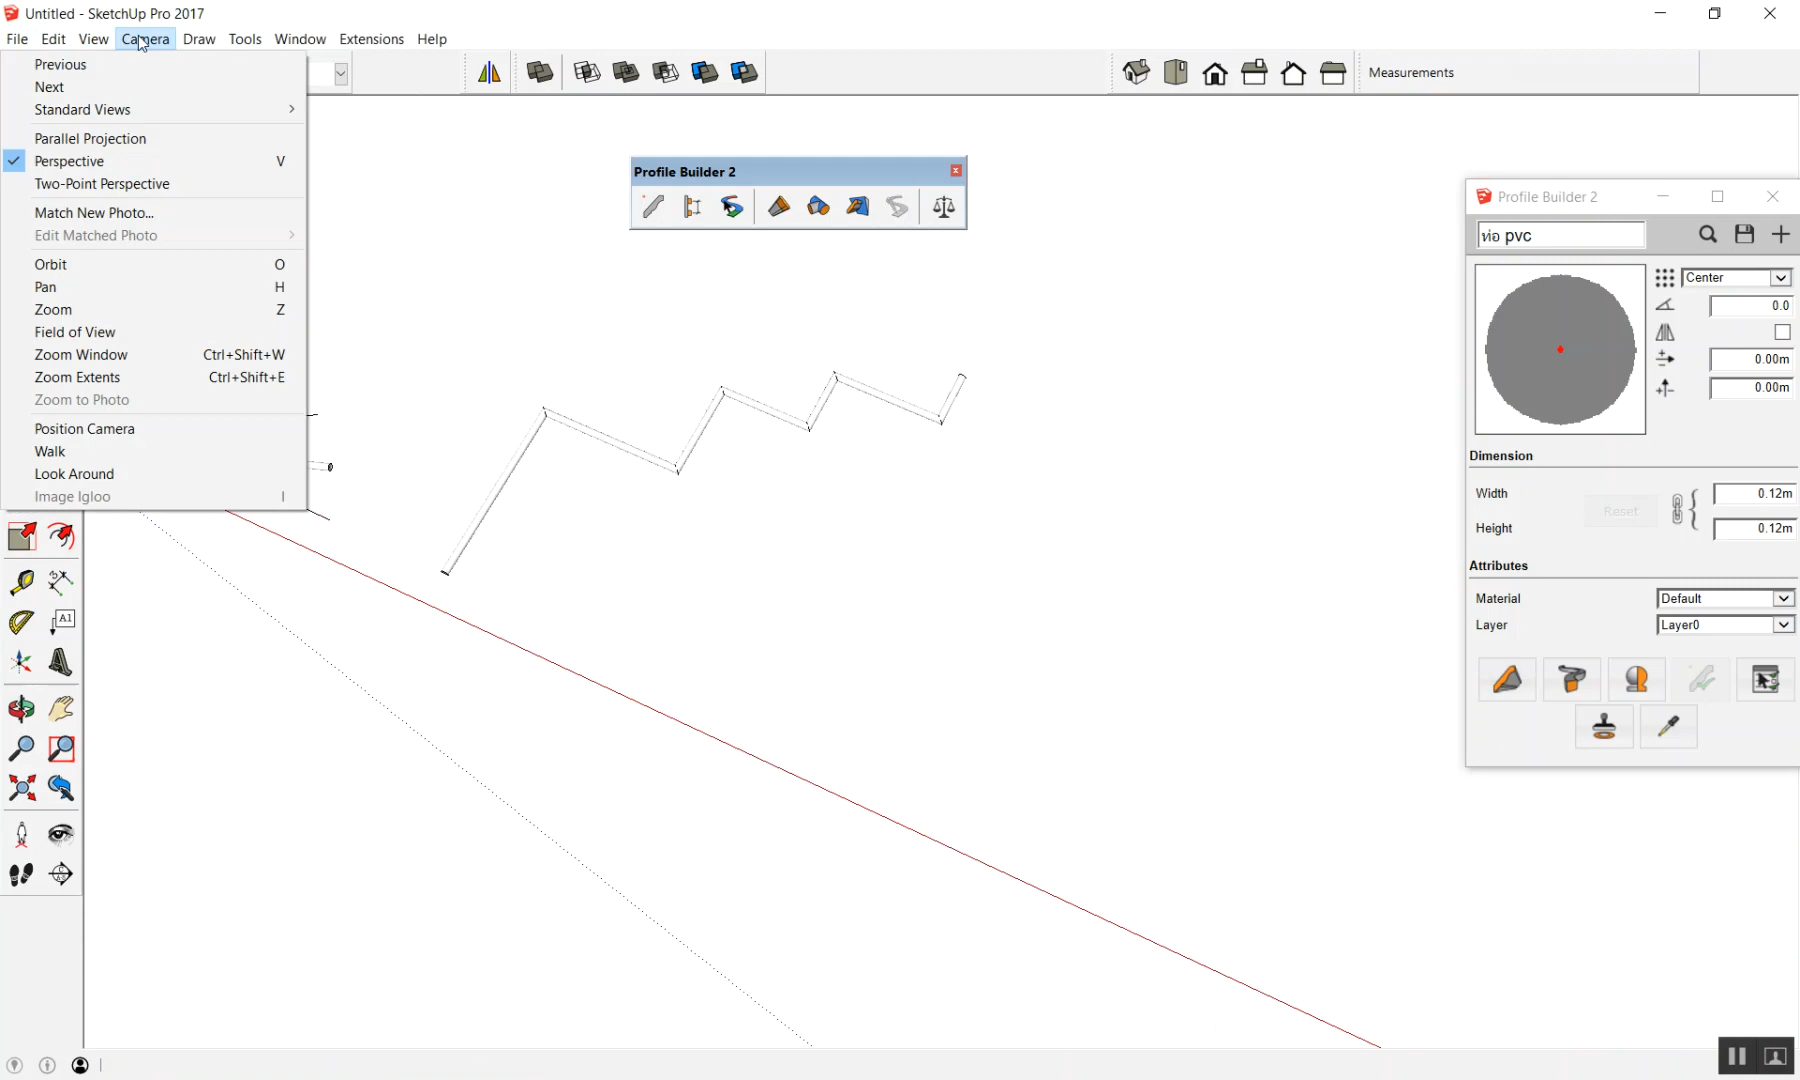 Untitled - SketchUp Pro 2017
File Edit View Camera Draw Tools Window Extensions Help
Previous
Next
Standard Views
Parallel Projection
Perspective V
Two-Point Perspective
Match New Photo...
Edit Matched Photo
Orbit O
Pan H
Zoom Z
Field of View
Zoom Window Ctrl+Shift+W
Zoom Extents Ctrl+Shift+E
Zoom to Photo
Position Camera
Walk
Look Around
Image Igloo I
Measurements
Profile Builder 2
Profile Builder 2
ท่อ pvc
Center
0.0
0.00m
0.00m
Dimension
Width 0.12m
Reset
Height 0.12m
Attributes
Material Default
Layer Layer0
A1